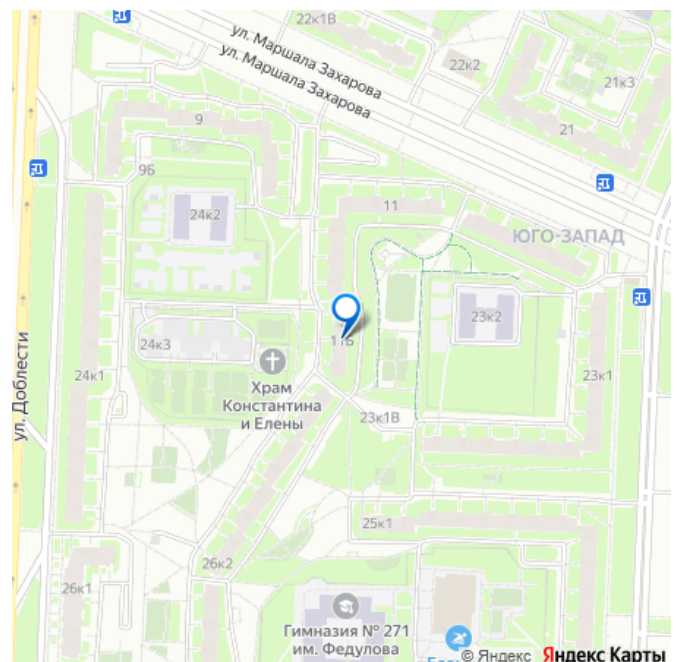 22к1В
ул. Маршала Захарова
ул. Маршала Захарова
22к2
21к3
9
21
9Б
24к2
11
ЮГО-ЗАПАД
23к2
11Б
24к3
Храм
Константина
и Елены
24к1
ул. Доблести
23к1
23к1В
25к1
26к2
26к1
Гимназия № 271
им. Федулова
© Яндекс Яндекс Карты